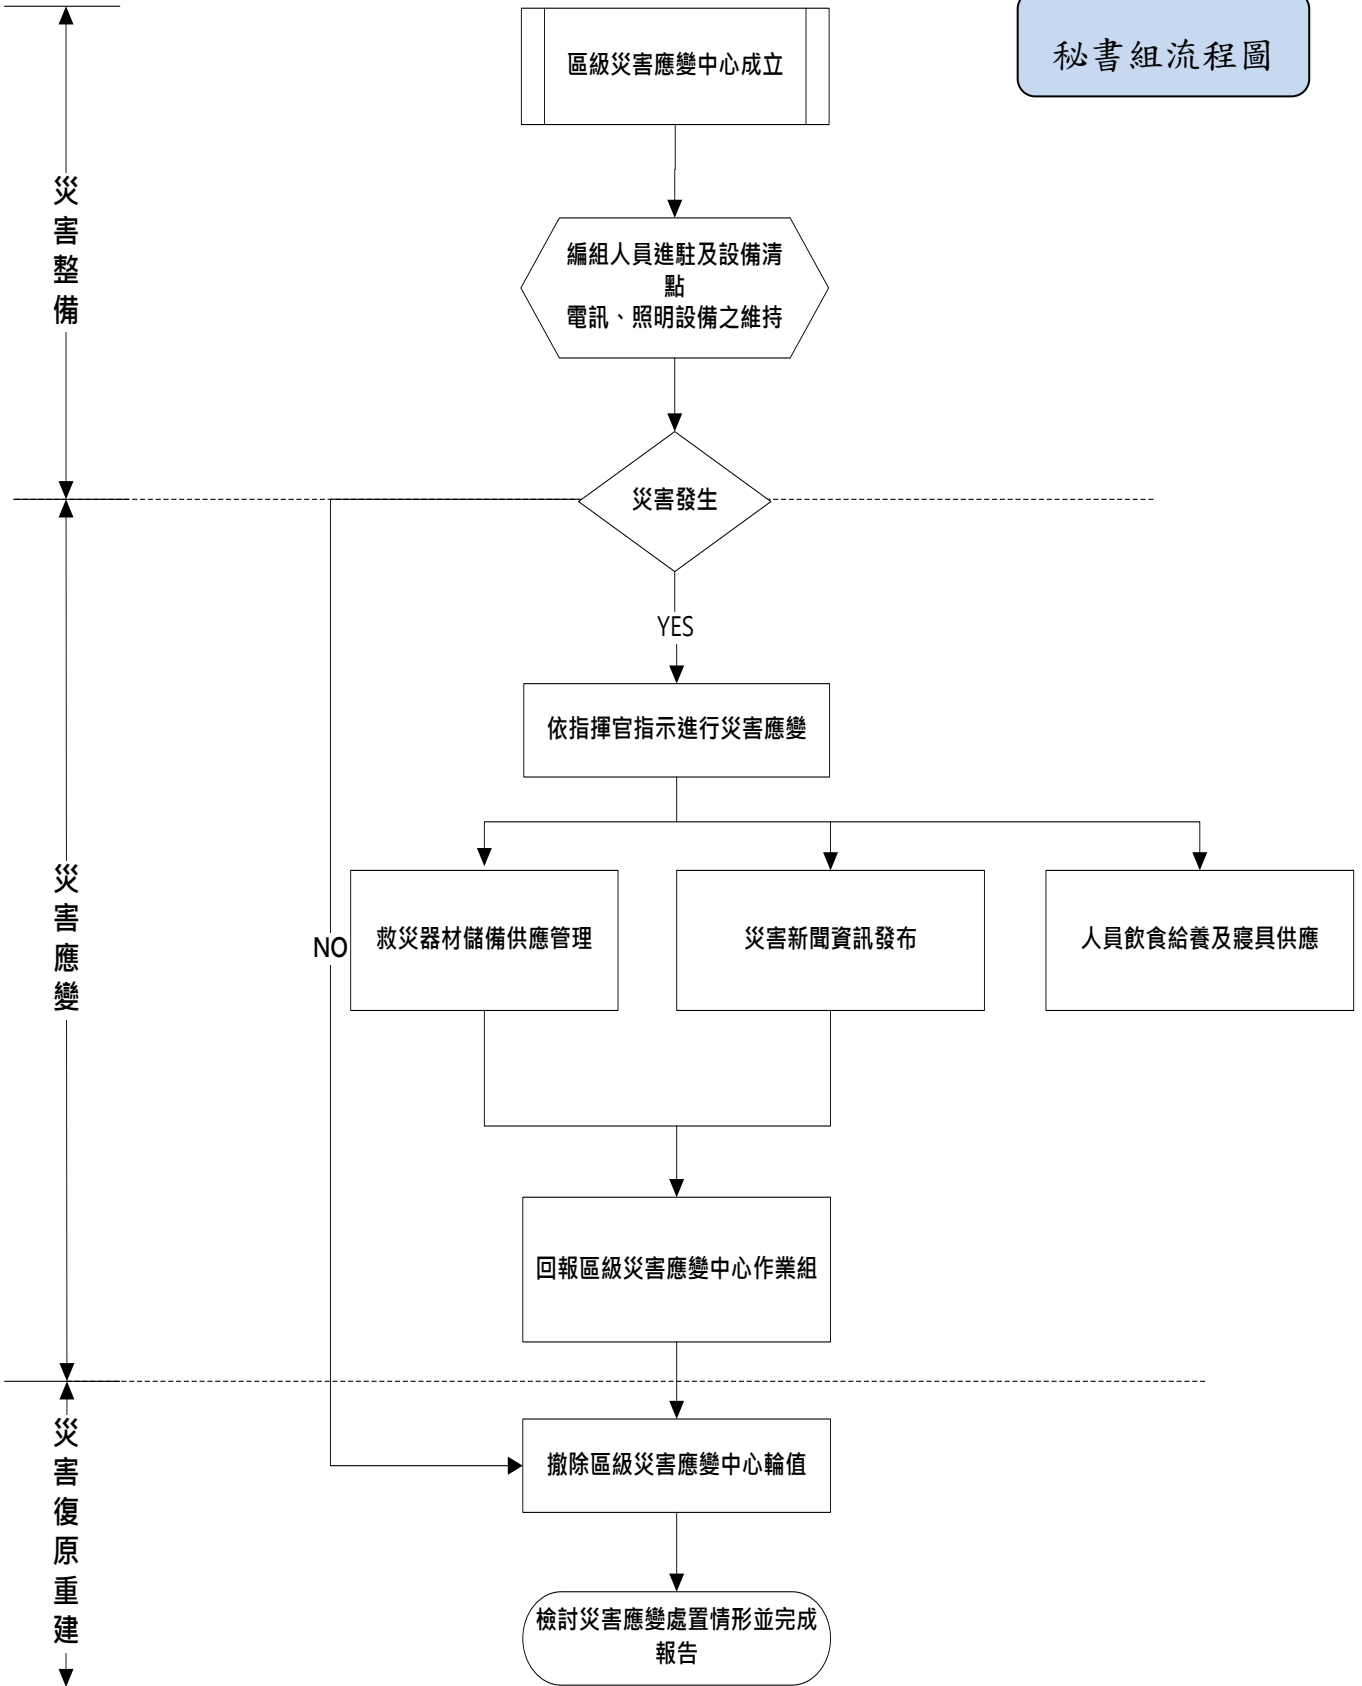 秘書組流程圖
區級災害應變中心成立
災害整備
編組人員進駐及設備清
點
電訊、照明設備之維持
災害發生
YES
依指揮官指示進行災害應變
災害應變
NO
救災器材儲備供應管理
災害新聞資訊發布
人員飲食給養及寢具供應
回報區級災害應變中心作業組
災害復原重建
撤除區級災害應變中心輪值
檢討災害應變處置情形並完成
報告